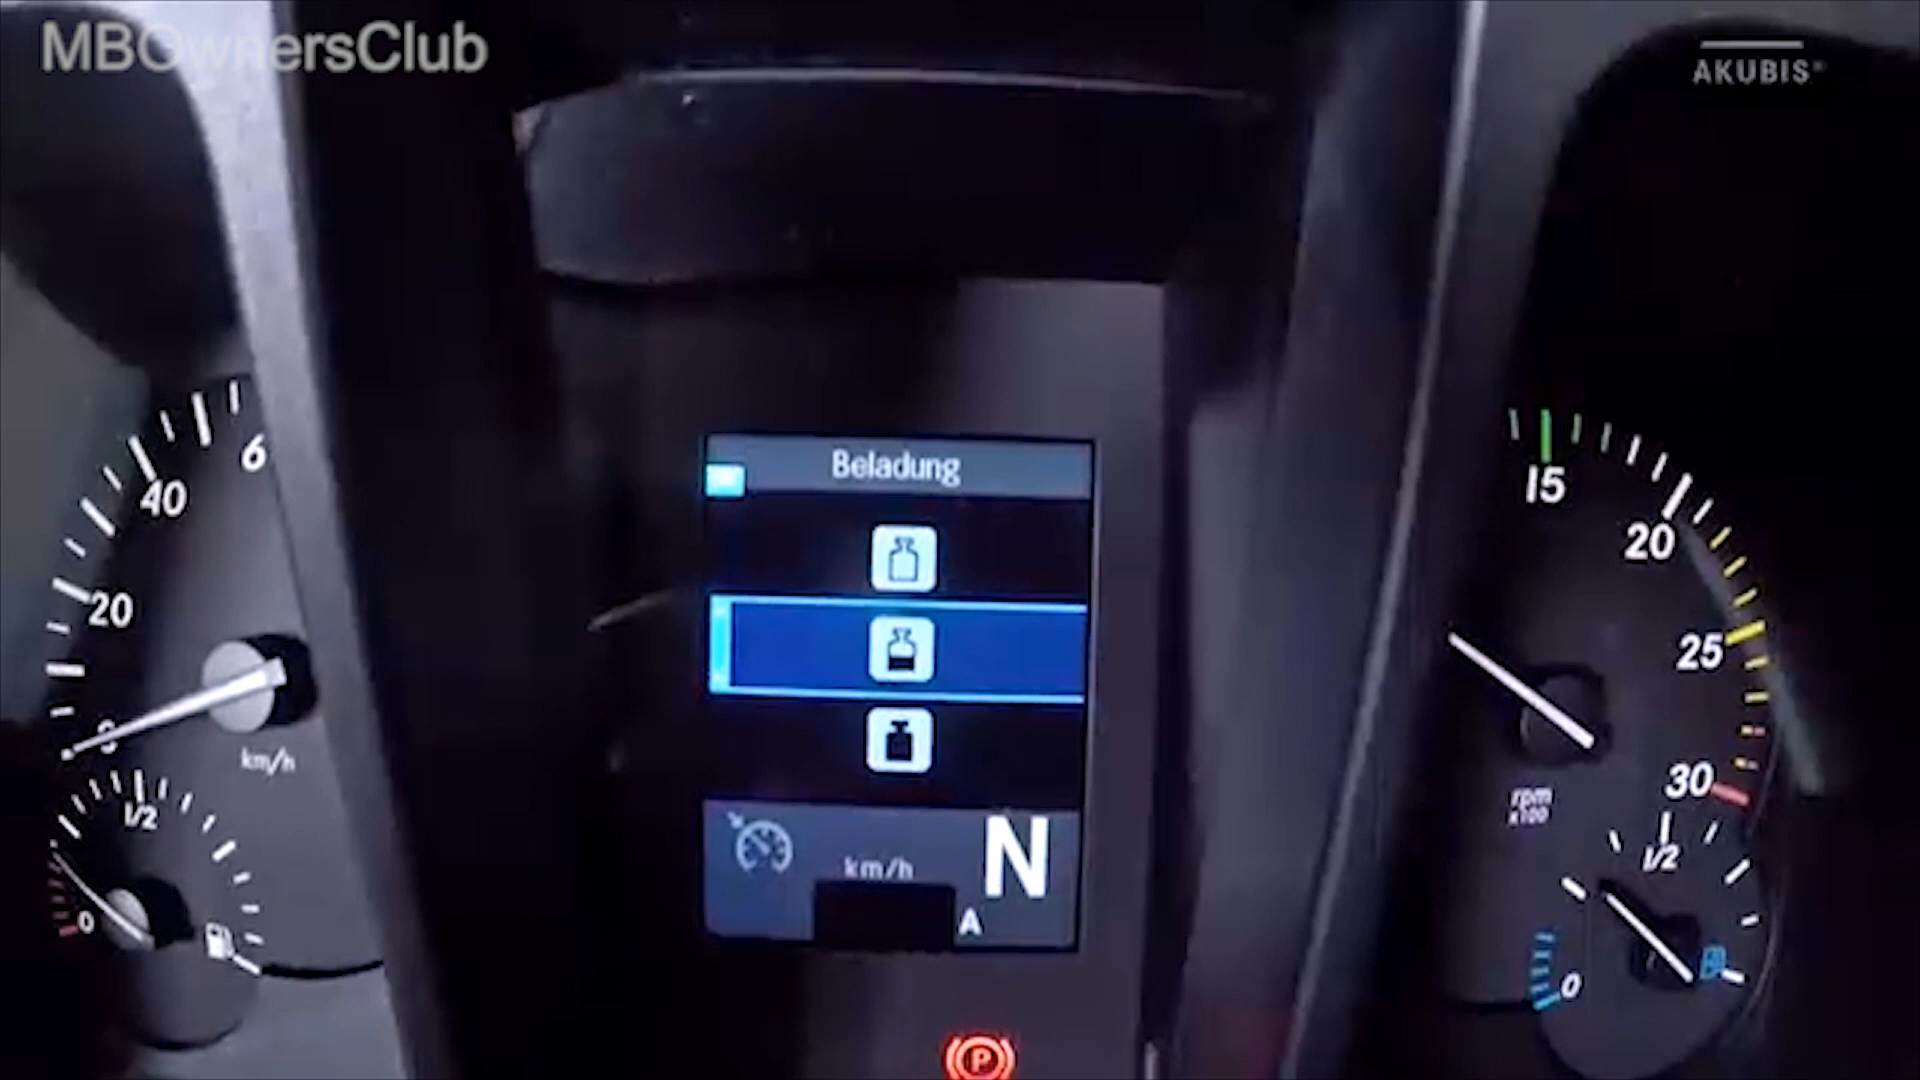 MBOwnersClub
AKUBIS
Beladung
6
40
20
km/h
1/2
0
15
20
25
30
rpm
x100
1/2
0
km/h
N
A
P